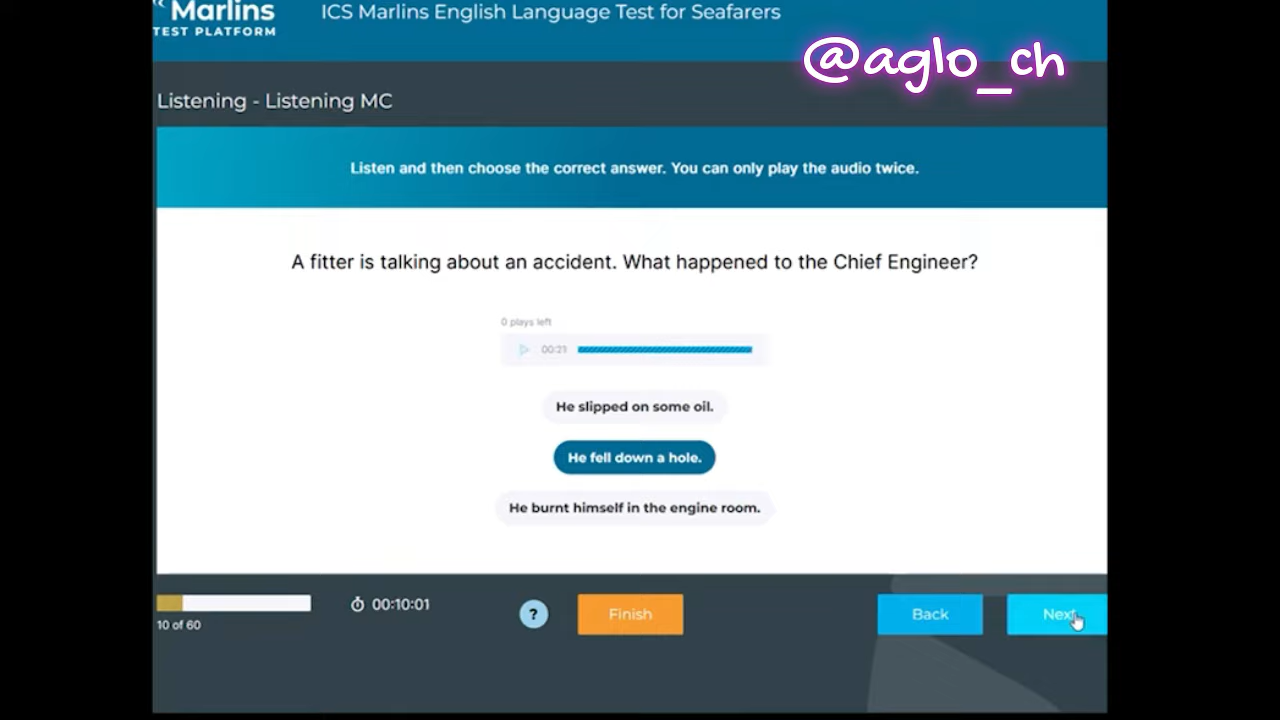 Marlins
TEST PLATFORM
ICS Marlins English Language Test for Seafarers
@aglo_ch
Listening - Listening MC
Listen and then choose the correct answer. You can only play the audio twice.
A fitter is talking about an accident. What happened to the Chief Engineer?
0 plays left
00:21
He slipped on some oil.
He fell down a hole.
He burnt himself in the engine room.
10 of 60
00:10:01
?
Finish
Back
Next